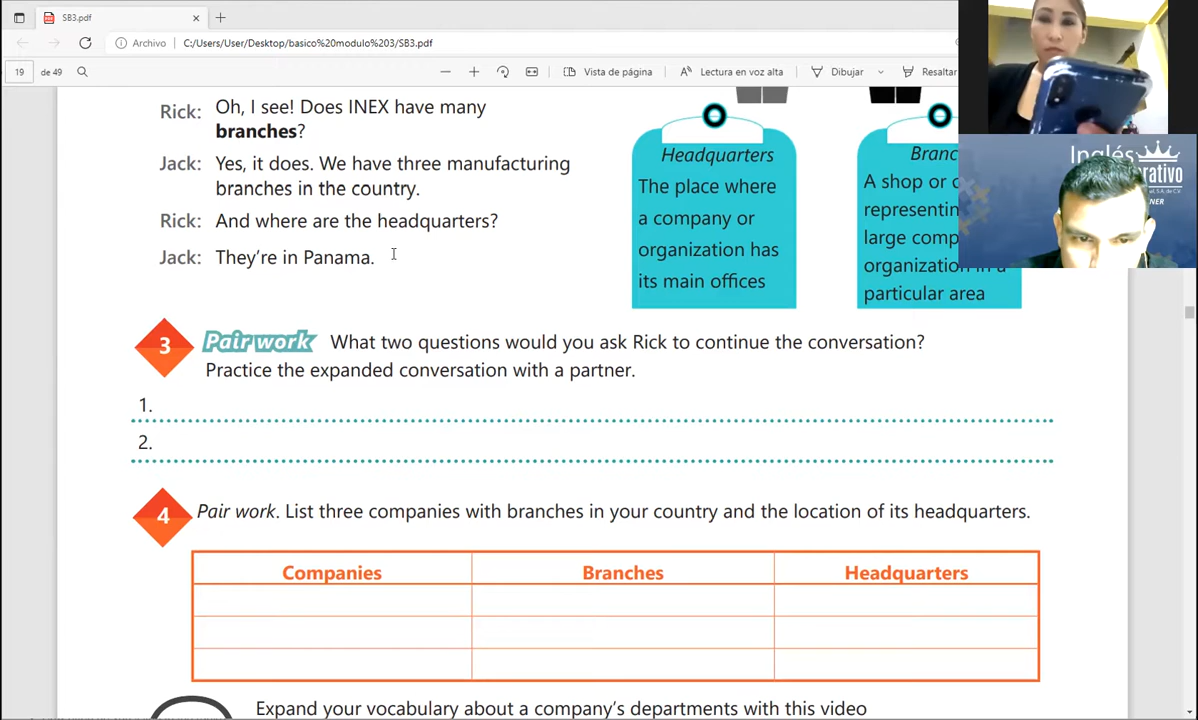 SB3.pdf
Archivo C:/Users/User/Desktop/basico%20modulo%203/SB3.pdf
19 de 49 Vista de página Lectura en voz alta Dibujar Resaltar
Rick: Oh, I see! Does INEX have many
branches?
Jack: Yes, it does. We have three manufacturing
branches in the country.
Rick: And where are the headquarters?
Jack: They're in Panama.
Headquarters
The place where
a company or
organization has
its main offices
A shop or
large
organization in a
particular area
Inglés
NER
3 Pair work What two questions would you ask Rick to continue the conversation?
Practice the expanded conversation with a partner.
1.
2.
4 Pair work. List three companies with branches in your country and the location of its headquarters.
Companies Branches Headquarters
Expand your vocabulary about a company's departments with this video